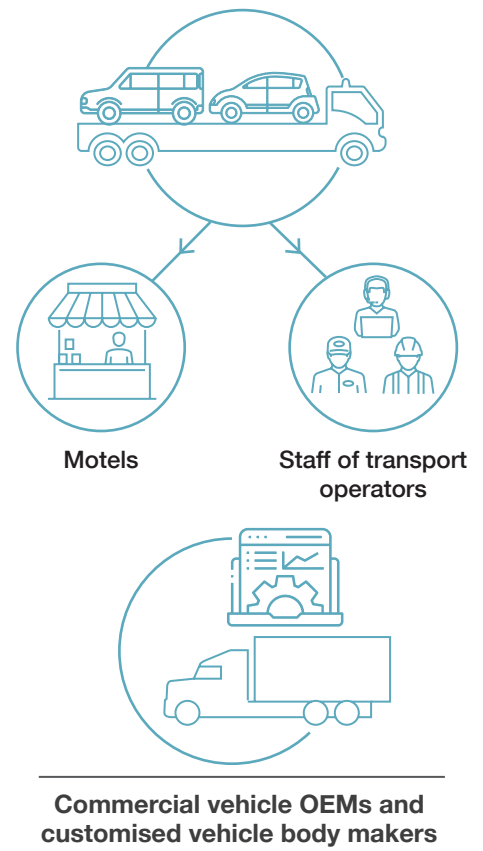 Motels
Staff of transport
operators
Commercial vehicle OEMs and
customised vehicle body makers